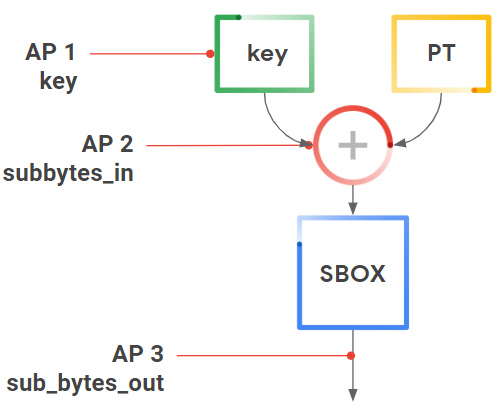 AP 1
key
key
PT
AP 2
subbytes_in
+
SBOX
AP 3
sub_bytes_out